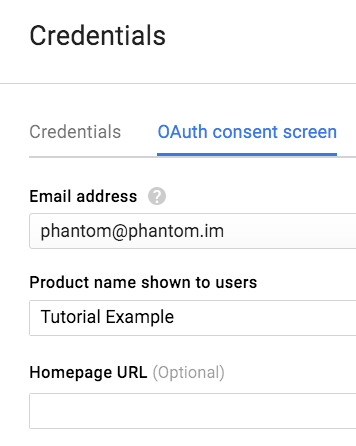 Credentials
Credentials OAuth consent screen
Email address ?
phantom@phantom.im
Product name shown to users
Tutorial Example
Homepage URL (Optional)